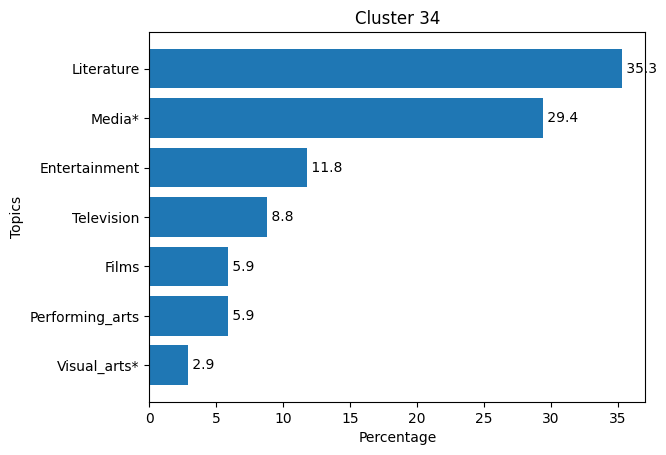 Cluster 34
Topics
Literature 35.3
Media* 29.4
Entertainment 11.8
Television 8.8
Films 5.9
Performing_arts 5.9
Visual_arts* 2.9
0 5 10 15 20 25 30 35
Percentage